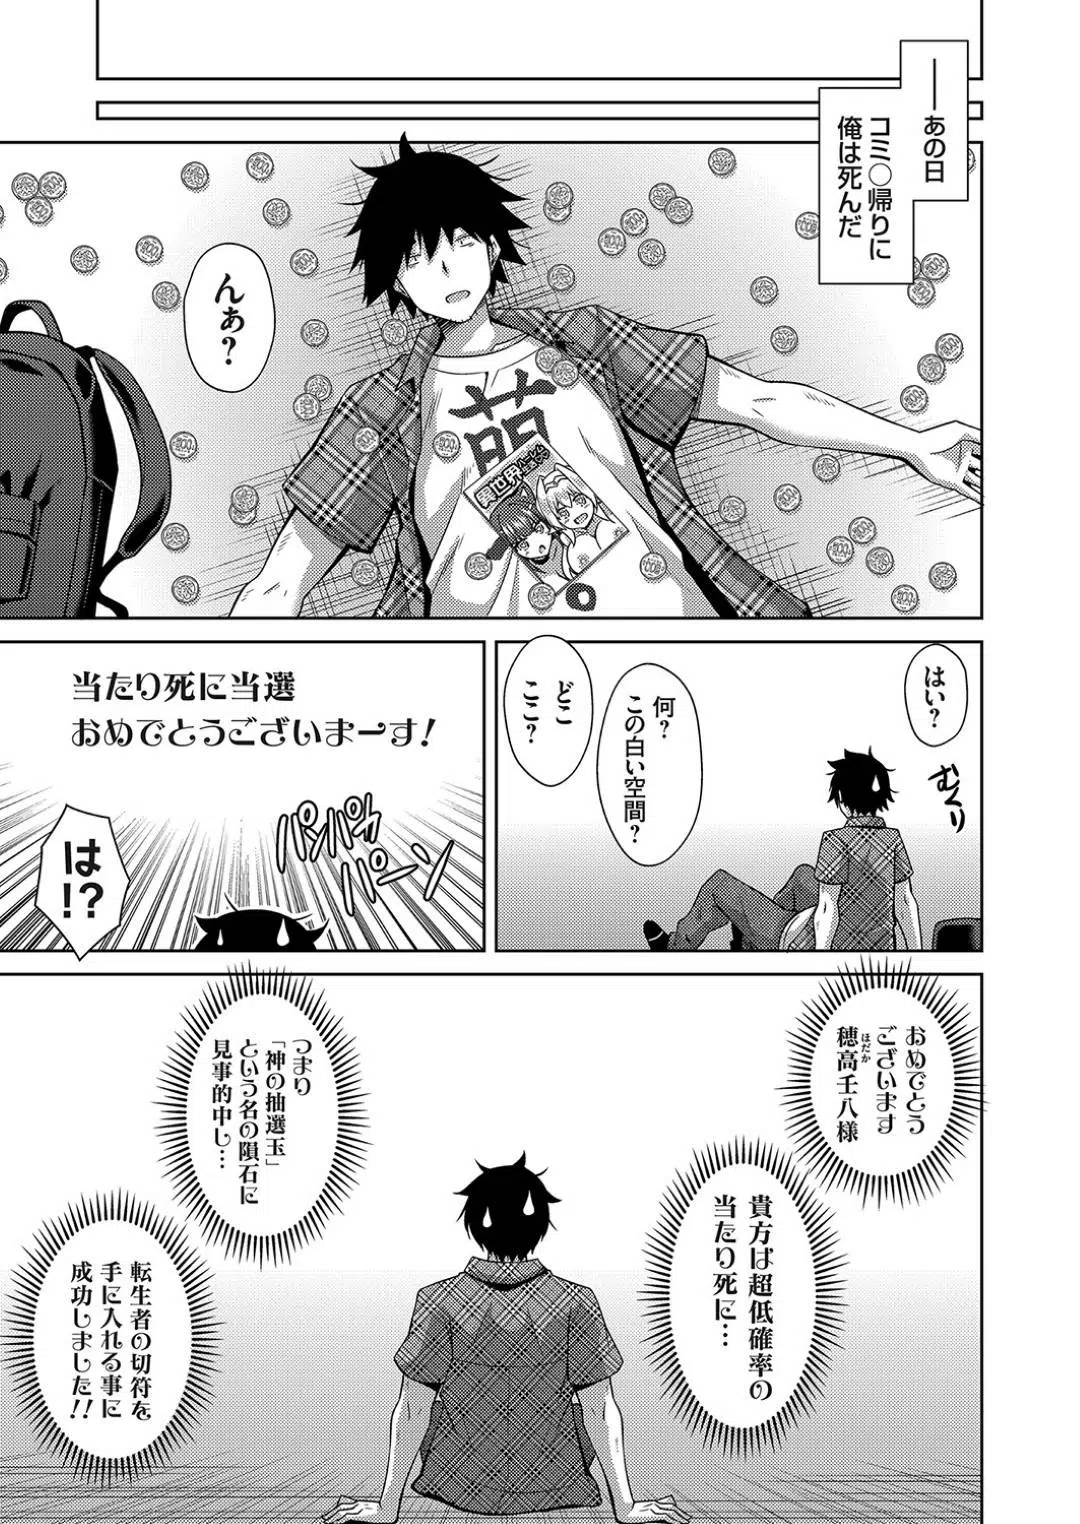 ――あの日
コミ○帰りに
俺は死んだ
んぁ？
萌
異世界
はい？
むくり
何？
この白い空間？
どこ
ここ？
当たり死に当選
おめでとうございまーす！
パンパカ
パーン
は！？
おめでとう
ございます
穂高壬八様
ほだか
貴方は超低確率の
当たり死に…
つまり
「神の抽選玉」
という名の隕石に
見事的中し…
転生者の切符を
手に入れる事に
成功しました！！